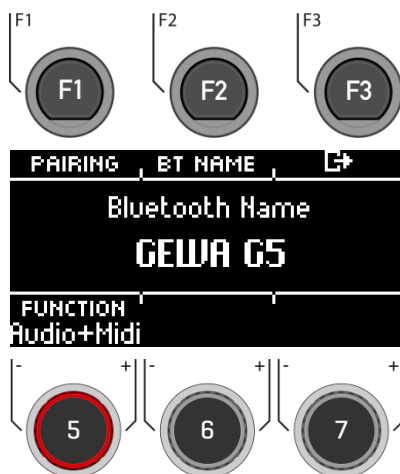 F1 F2 F3
F1 F2 F3
PAIRING BT NAME
Bluetooth Name
GEWA G5
FUNCTION
Audio+Midi
- + - + - +
5 6 7